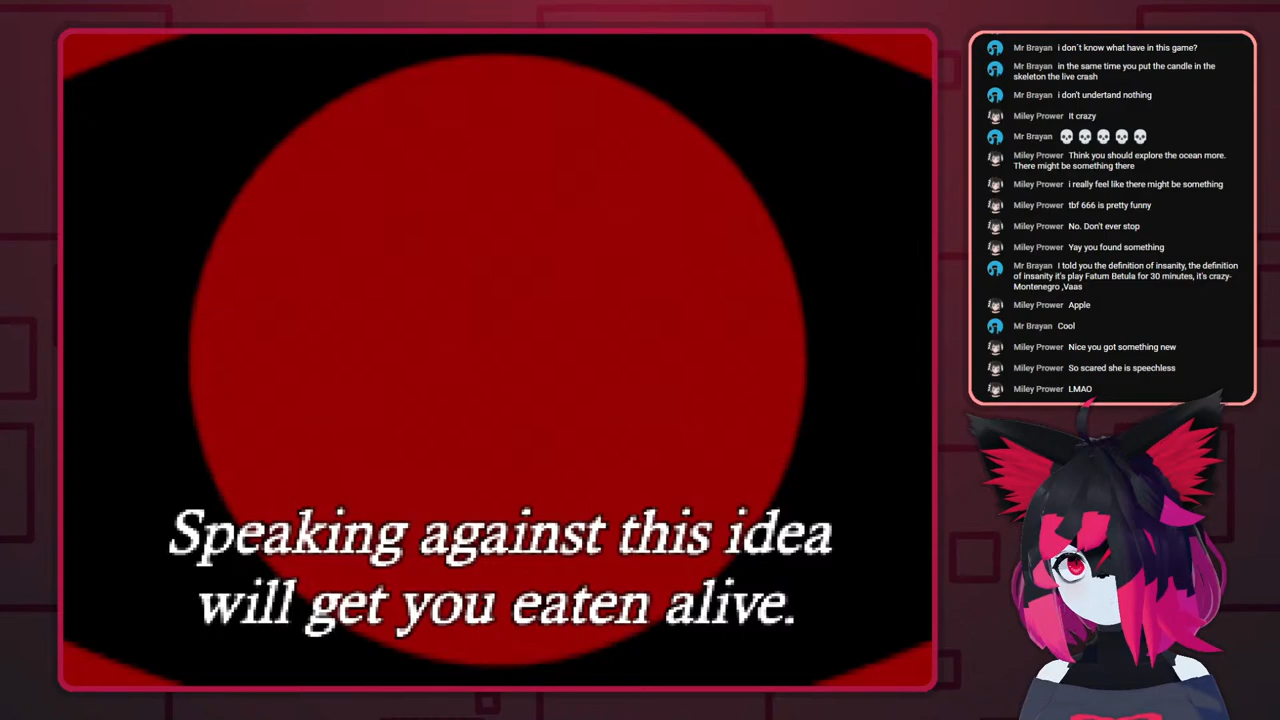 Speaking against this idea
will get you eaten alive.
Mr Brayan i don´t know what have in this game?
Mr Brayan in the same time you put the candle in the
skeleton the live crash
Mr Brayan i don't undertand nothing
Miley Prower It crazy
Mr Brayan 💀 💀 💀 💀 💀
Miley Prower Think you should explore the ocean more.
There might be something there
Miley Prower i really feel like there might be something
Miley Prower tbf 666 is pretty funny
Miley Prower No. Don't ever stop
Miley Prower Yay you found something
Mr Brayan I told you the definition of insanity, the definition
of insanity it's play Fatum Betula for 30 minutes, it's crazy-
Montenegro ,Vaas
Miley Prower Apple
Mr Brayan Cool
Miley Prower Nice you got something new
Miley Prower So scared she is speechless
Miley Prower LMAO